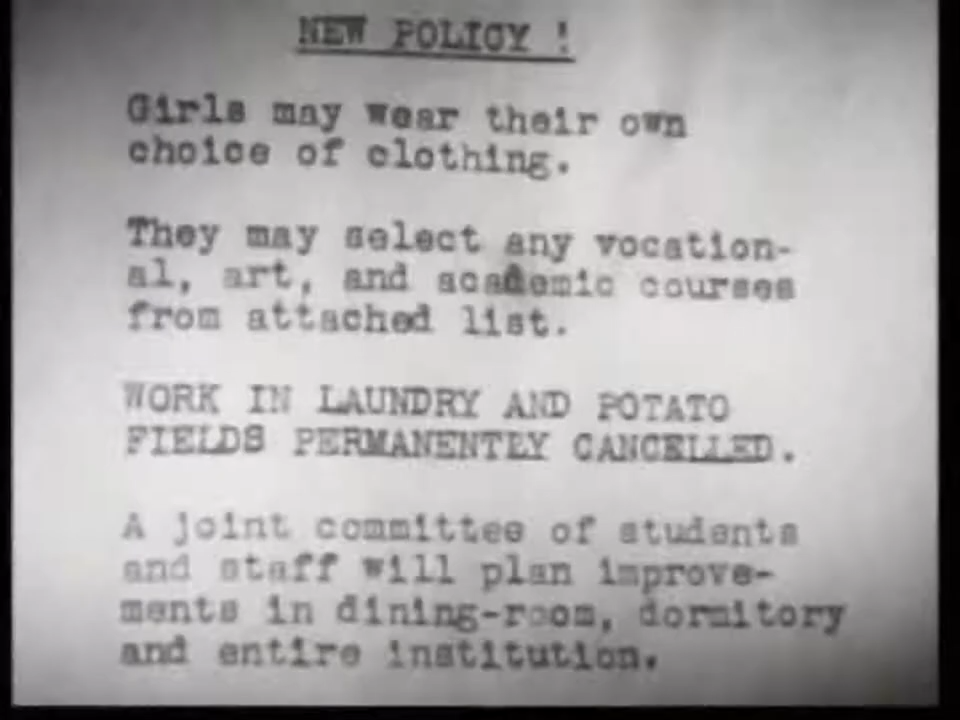 NEW POLICY !
Girls may wear their own
choice of clothing.
They may select any vocation-
al, art, and academic courses
from attached list.
WORK IN LAUNDRY AND POTATO
FIELDS PERMANENTLY CANCELLED.
A joint committee of students
and staff will plan improve-
ments in dining-room, dormitory
and entire institution.